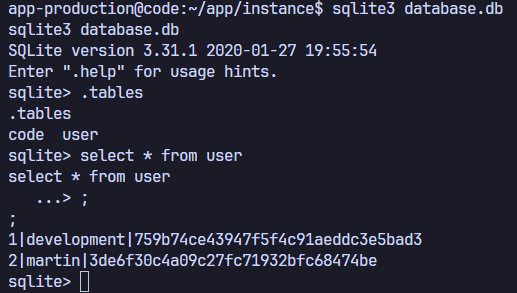 app-production@code:~/app/instance$ sqlite3 database.db
sqlite3 database.db
SQLite version 3.31.1 2020-01-27 19:55:54
Enter ".help" for usage hints.
sqlite> .tables
.tables
code  user
sqlite> select * from user
select * from user
   ...> ;
;
1|development|759b74ce43947f5f4c91aeddc3e5bad3
2|martin|3de6f30c4a09c27fc71932bfc68474be
sqlite>